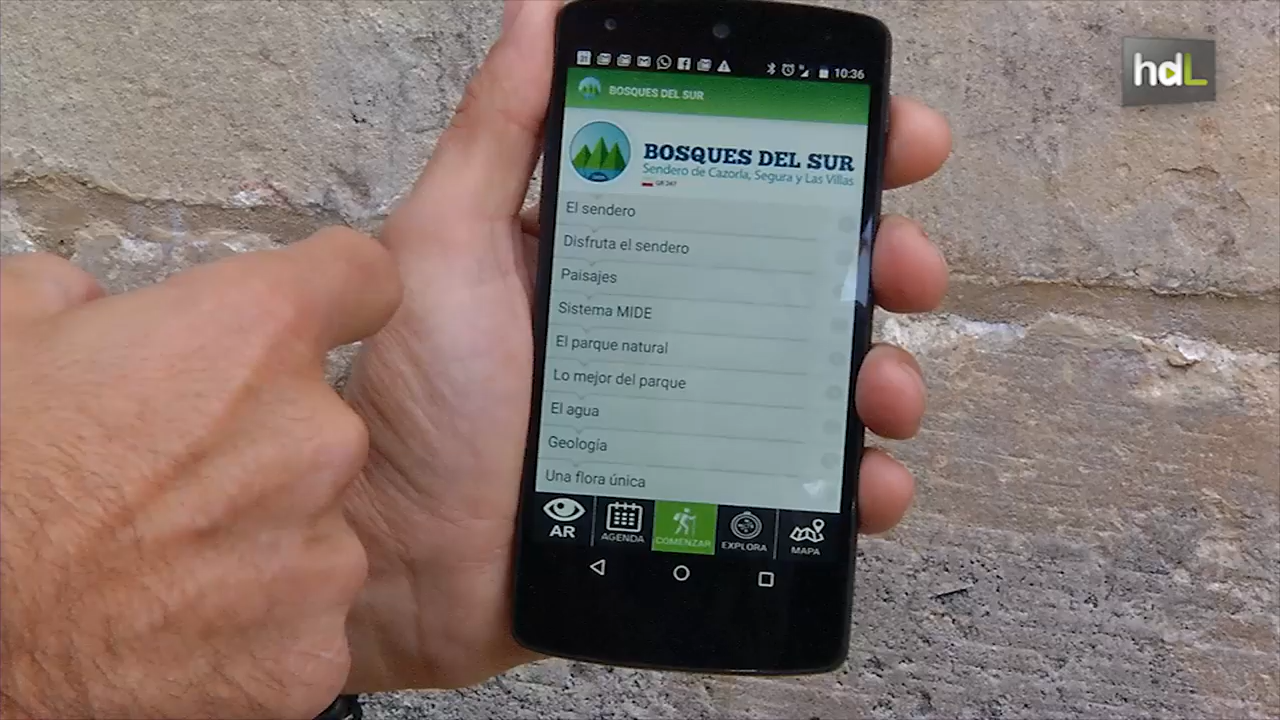 hdL
10:36
BOSQUES DEL SUR
BOSQUES DEL SUR
Sendero de Cazorla, Segura y Las Villas
GR 247
El sendero
Disfruta el sendero
Paisajes
Sistema MIDE
El parque natural
Lo mejor del parque
El agua
Geología
Una flora única
AR
AGENDA
COMENZAR
EXPLORA
MAPA